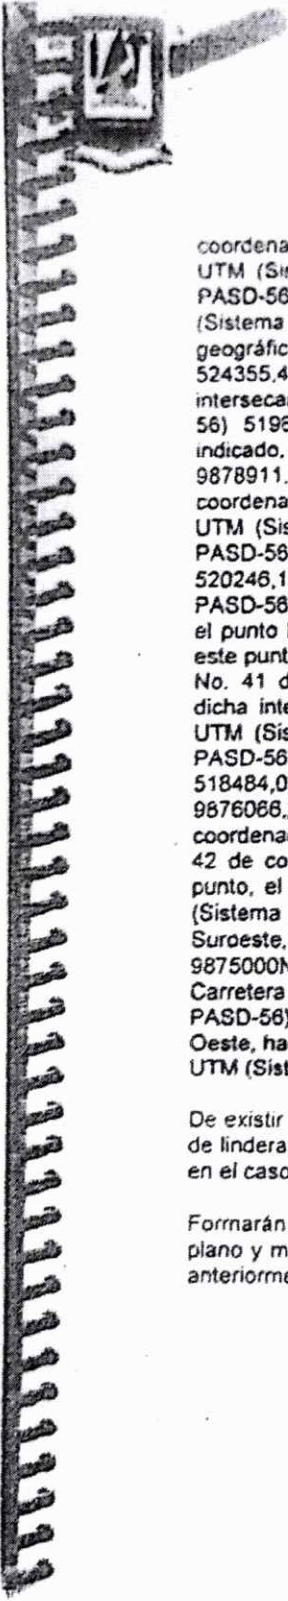 coordena
UTM (Si
PASD-56
(Sistema
geográfic
524355,4
interseca
56) 5196
indicado,
9878911.
coordena
UTM (Sis
PASD-56
520246,1
PASD-56
el punto
este punt
No. 41 d
dicha inte
UTM (Sis
PASD-56
518484,0
9876066,
coordenad
42 de co
punto, el
(Sistema
Suroeste,
9875000N
Carretera
PASD-56)
Oeste, ha
UTM (Sist
De existir
de lindera
en el caso
Formarán
plano y m
anteriorme